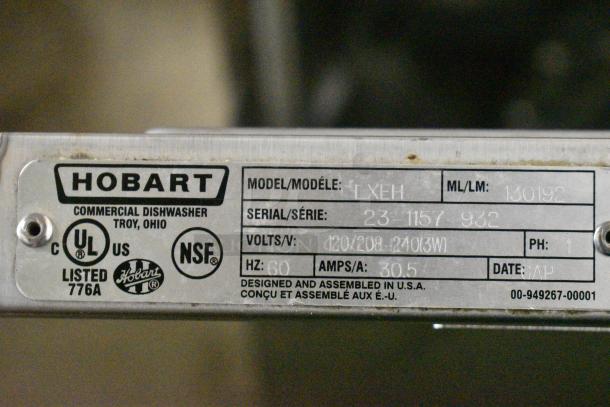 HOBART
COMMERCIAL DISHWASHER
TROY, OHIO
C UL US
LISTED
776A
Hobart
NSF
MODEL/MODÉLE: LXEH ML/LM: 130192
SERIAL/SÉRIE: 23-1157-932
VOLTS/V: 120/208-240(3W) PH: 1
HZ: 60 AMPS/A: 30.5 DATE:
DESIGNED AND ASSEMBLED IN U.S.A.
CONÇU ET ASSEMBLÉ AUX É.-U.
00-949267-00001